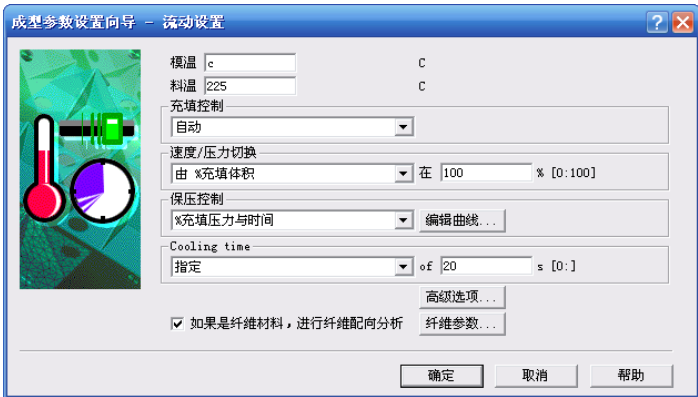 成型参数设置向导 - 流动设置
模温 c C
料温 225 C
充填控制
自动
速度/压力切换
由 %充填体积 在 100 % [0:100]
保压控制
%充填压力与时间 编辑曲线...
Cooling time
指定 of 20 s [0:]
高级选项...
如果是纤维材料，进行纤维配向分析 纤维参数...
确定 取消 帮助